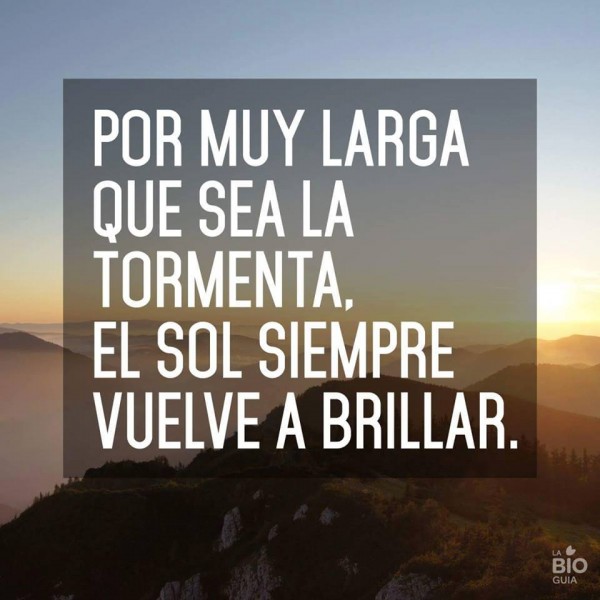 POR MUY LARGA
QUE SEA LA
TORMENTA,
EL SOL SIEMPRE
VUELVE A BRILLAR.
LA
BIO
GUIA